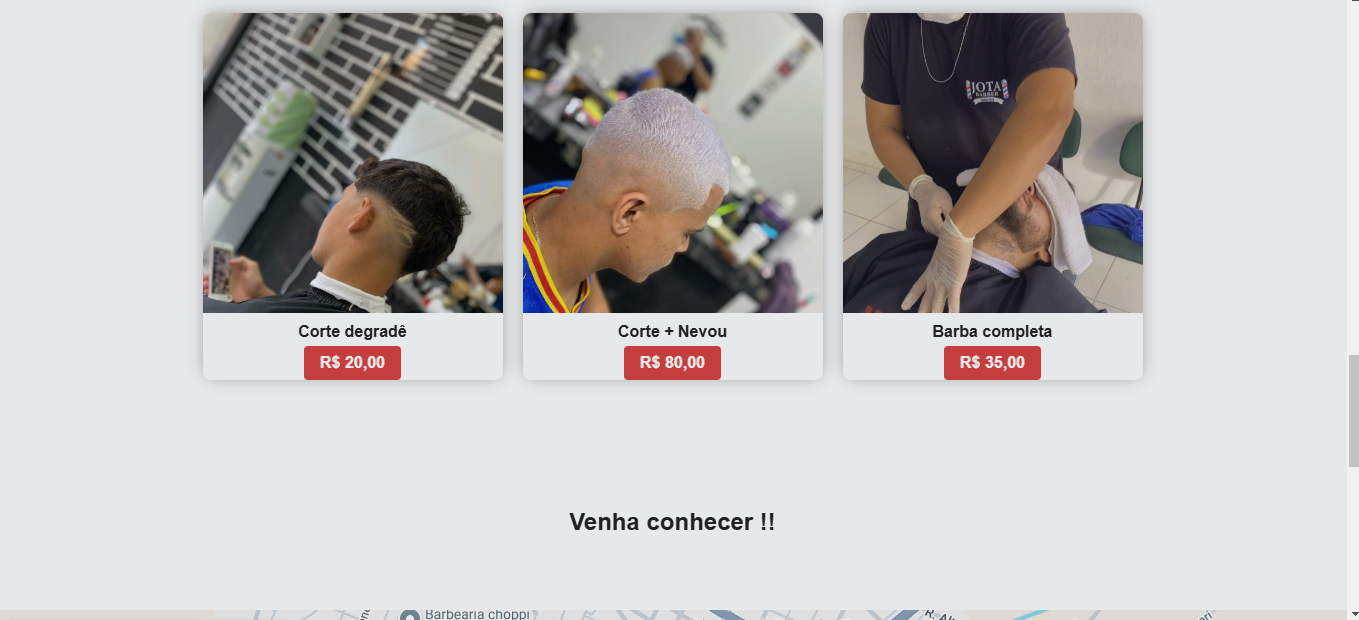 JOTA
BARBER
Corte degradê
Corte + Nevou
Barba completa
R$ 20,00
R$ 80,00
R$ 35,00
Venha conhecer !!
Barbearia choppi